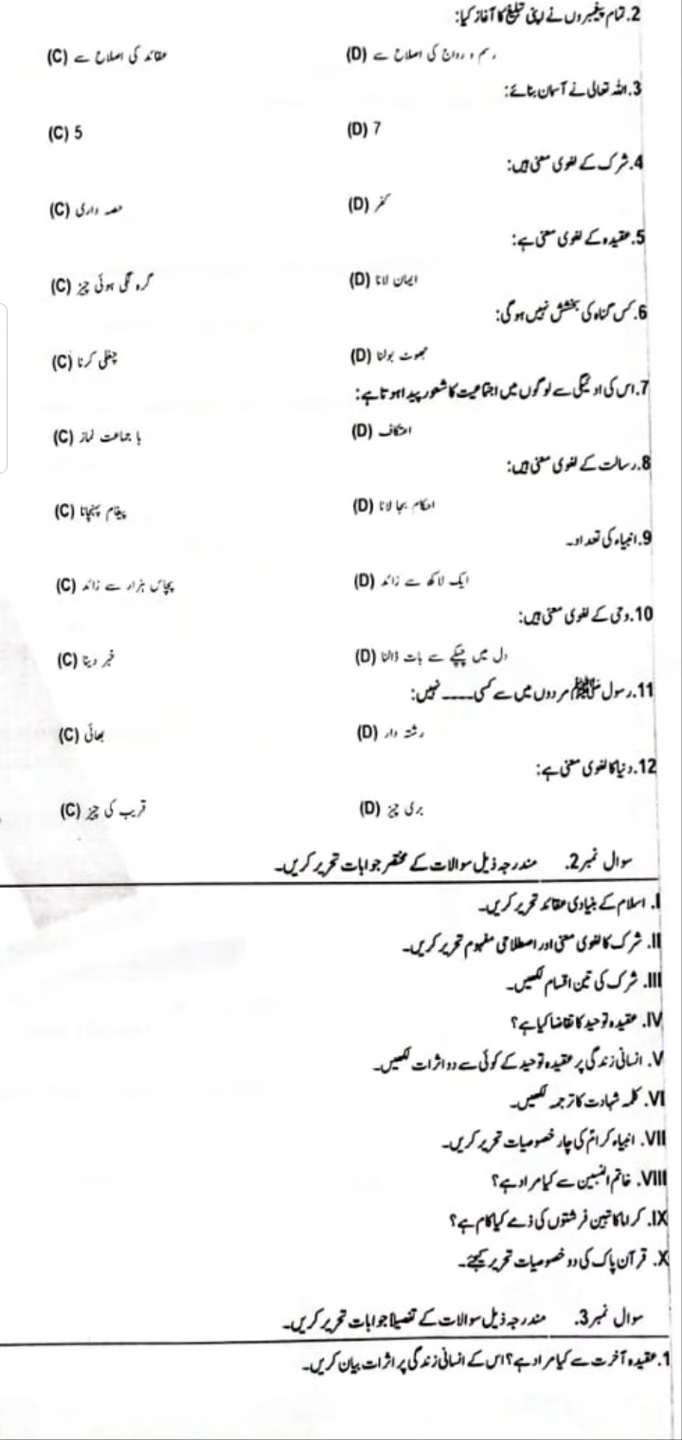 2. تمام پیغمبروں نے اپنی تبلیغ کا آغاز کیا:
(D) رسم و رواج کی اصلاح سے (C) عقائد کی اصلاح سے
3. اللہ تعالیٰ نے آسمان بنائے:
(D) 7 (C) 5
4. شرک کے لغوی معنی ہیں:
(D) کفر (C) حصہ داری
5. عقیدہ کے لغوی معنی ہے:
(D) ایمان لانا (C) گرہ لگی ہوئی چیز
6. کس گناہ کی بخشش نہیں ہوگی:
(D) جھوٹ بولنا (C) چغلی کرنا
7. اس کی ادئیگی سے لوگوں میں اجتماعیت کا شعور پیدا ہوتا ہے:
(D) اعتکاف (C) با جماعت نماز
8. رسالت کے لغوی معنی ہیں:
(D) احکام بجا لانا (C) پیغام پہنچانا
9. انبیاء کی تعداد۔
(D) ایک لاکھ سے زائد (C) پچاس ہزار سے زائد
10. وحی کے لغوی معنی ہیں:
(D) دل میں چپکے سے بات ڈالنا (C) خبر دینا
11. رسول ﷺ مردوں میں سے کسی ـــــ نہیں:
(D) رشتہ دار (C) بھائی
12. دنیا کا لغوی معنی ہے:
(D) بری چیز (C) قریب کی چیز
سوال نمبر 2. مندرجہ ذیل سوالات کے مختصر جوابات تحریر کریں۔
I. اسلام کے بنیادی عقائد تحریر کریں۔
II. شرک کا لغوی معنی اور اصطلاحی مفہوم تحریر کریں۔
III. شرک کی تین اقسام لکھیں۔
IV. عقیدہ توحید کا تقاضا کیا ہے؟
V. انسانی زندگی پر عقیدہ توحید کے کوئی سے دو اثرات لکھیں۔
VI. کلمہ شہادت کا ترجمہ لکھیں۔
VII. انبیاء کرامؑ کی چار خصوصیات تحریر کریں۔
VIII. خاتم النبین سے کیا مراد ہے؟
IX. کراما کاتبین فرشتوں کی ذمے کیا کام ہے؟
X. قرآن پاک کی دو خصوصیات تحریر کیجئے۔
سوال نمبر 3. مندرجہ ذیل سوالات کے تفصیلا جوابات تحریر کریں۔
1. عقیدہ آخرت سے کیا مراد ہے؟ اس کے انسانی زندگی پر اثرات بیان کریں۔